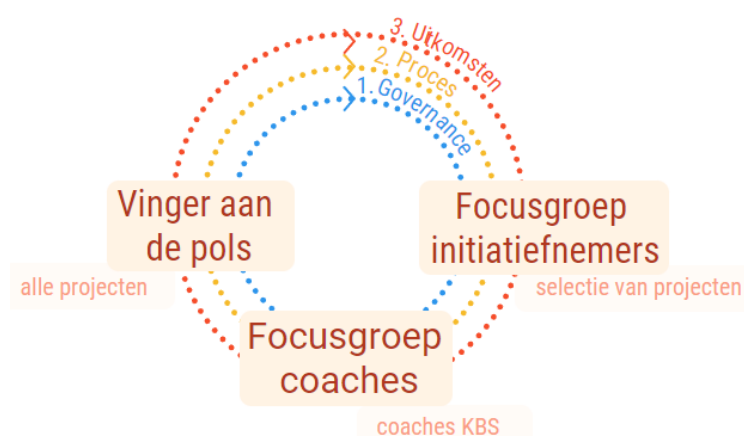 3. Uitkomsten
2. Proces
1. Governance
Vinger aan
de pols
alle projecten
Focusgroep
initiatiefnemers
selectie van projecten
Focusgroep
coaches
coaches KBS